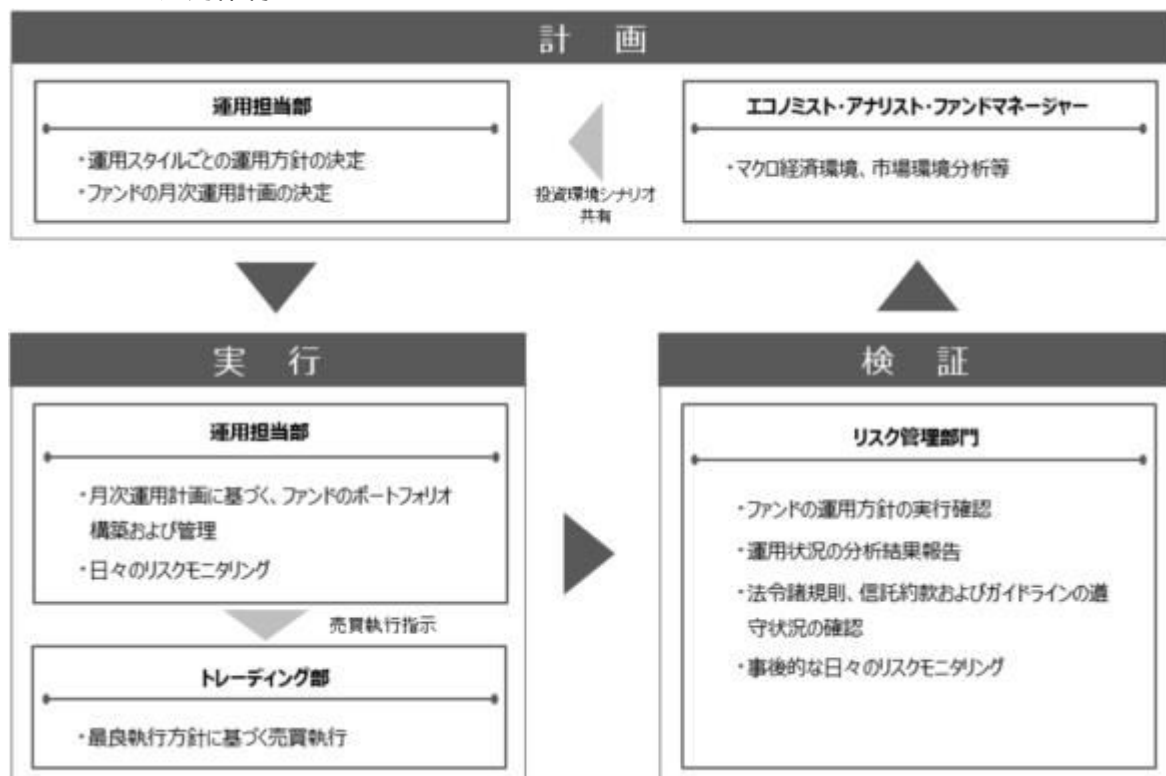 計 画
運用担当部
・運用スタイルごとの運用方針の決定
・ファンドの月次運用計画の決定
投資環境シナリオ
共有
エコノミスト・アナリスト・ファンドマネージャー
・マクロ経済環境、市場環境分析等
実 行
運用担当部
・月次運用計画に基づく、ファンドのポートフォリオ
構築および管理
・日々のリスクモニタリング
売買執行指示
トレーディング部
・最良執行方針に基づく売買執行
検 証
リスク管理部門
・ファンドの運用方針の実行確認
・運用状況の分析結果報告
・法令諸規則、信託約款およびガイドラインの遵
守状況の確認
・事後的な日々のリスクモニタリング